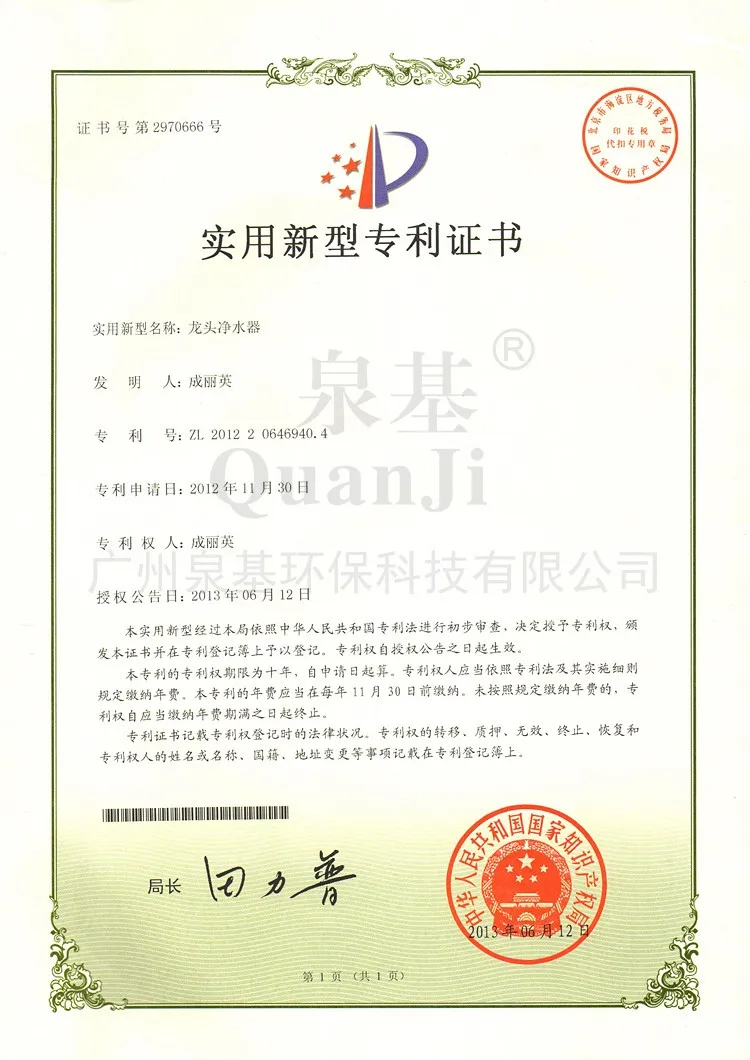 证书号第2970666号
北京市海淀区地方税务局
印花税
代扣专用章
国家知识产权局
实用新型专利证书
实用新型名称：龙头净水器
泉基®
发明人：成丽英
专利号：ZL 2012 2 0646940.4
QuanJi
专利申请日：2012年11月30日
专利权人：成丽英
广州泉基环保科技有限公司
授权公告日：2013年06月12日
本实用新型经过本局依照中华人民共和国专利法进行初步审查、决定授予专利权，颁
发本证书并在专利登记簿上予以登记。专利权自授权公告之日起生效。
本专利的专利权期限为十年，自申请日起算。专利权人应当依照专利法及其实施细则
规定缴纳年费。本专利的年费应当在每年11月30日前缴纳。未按照规定缴纳年费的，专
利权自应当缴纳年费期满之日起终止。
专利证书记载专利权登记时的法律状况。专利权的转移、质押、无效、终止、恢复和
专利权人的姓名或名称、国籍、地址变更等事项记载在专利登记簿上。
局长 田力普
中华人民共和国国家知识产权局
2013年06月12日
第1页（共1页）